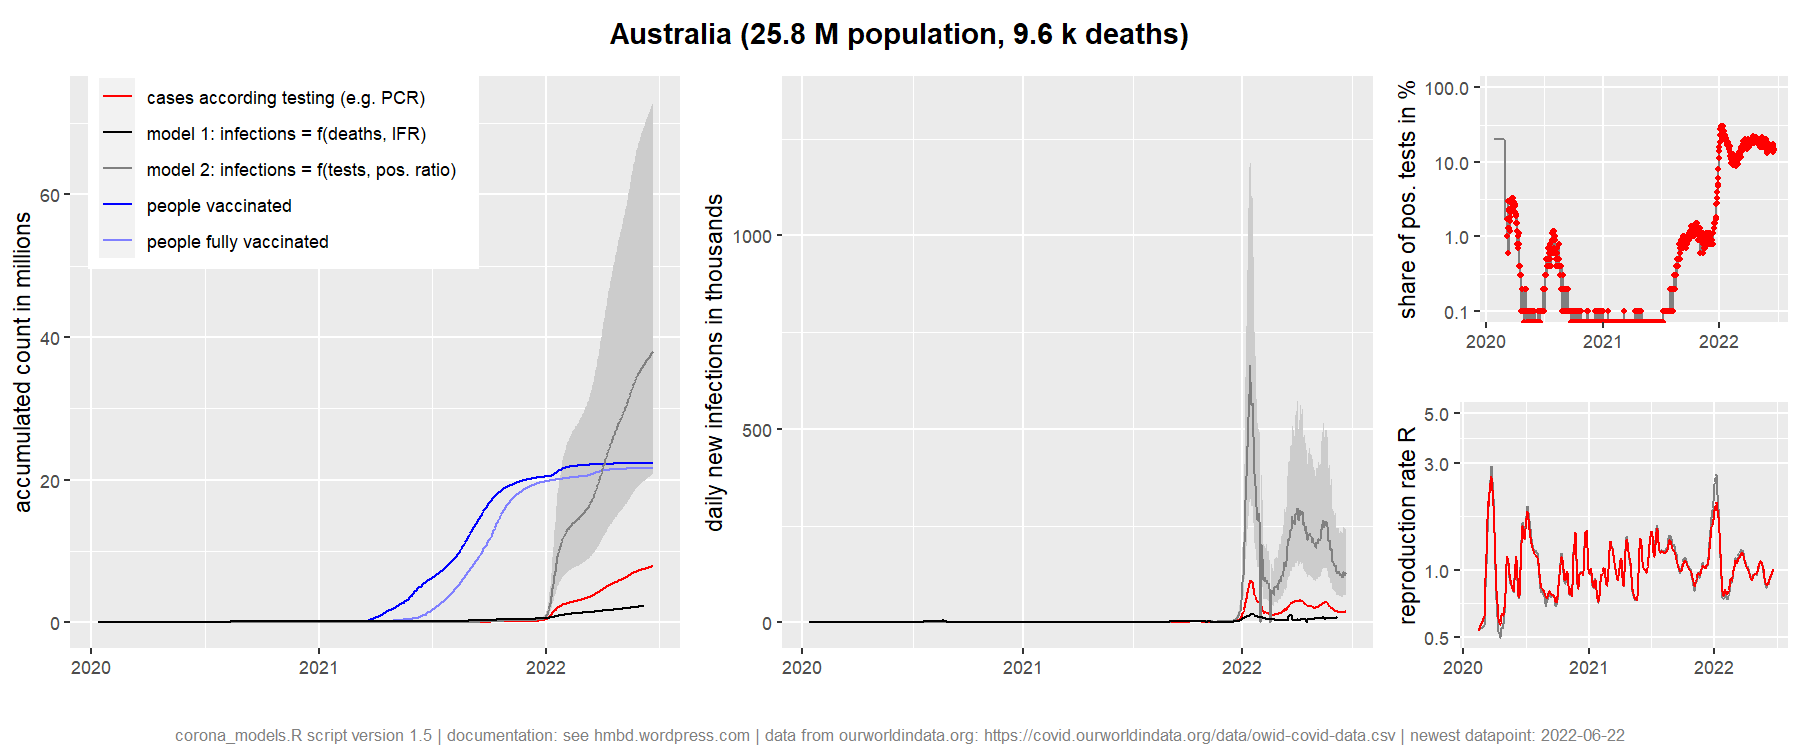 Australia (25.8 M population, 9.6 k deaths)
cases according testing (e.g. PCR)
model 1: infections = f(deaths, IFR)
model 2: infections = f(tests, pos. ratio)
people vaccinated
people fully vaccinated
accumulated count in millions
60
40
20
0
2020
2021
2022
daily new infections in thousands
1000
500
0
2020
2021
2022
share of pos. tests in %
100.0
10.0
1.0
0.1
2020
2021
2022
reproduction rate R
5.0
3.0
1.0
0.5
2020
2021
2022
corona_models.R script version 1.5 | documentation: see hmbd.wordpress.com | data from ourworldindata.org: https://covid.ourworldindata.org/data/owid-covid-data.csv | newest datapoint: 2022-06-22